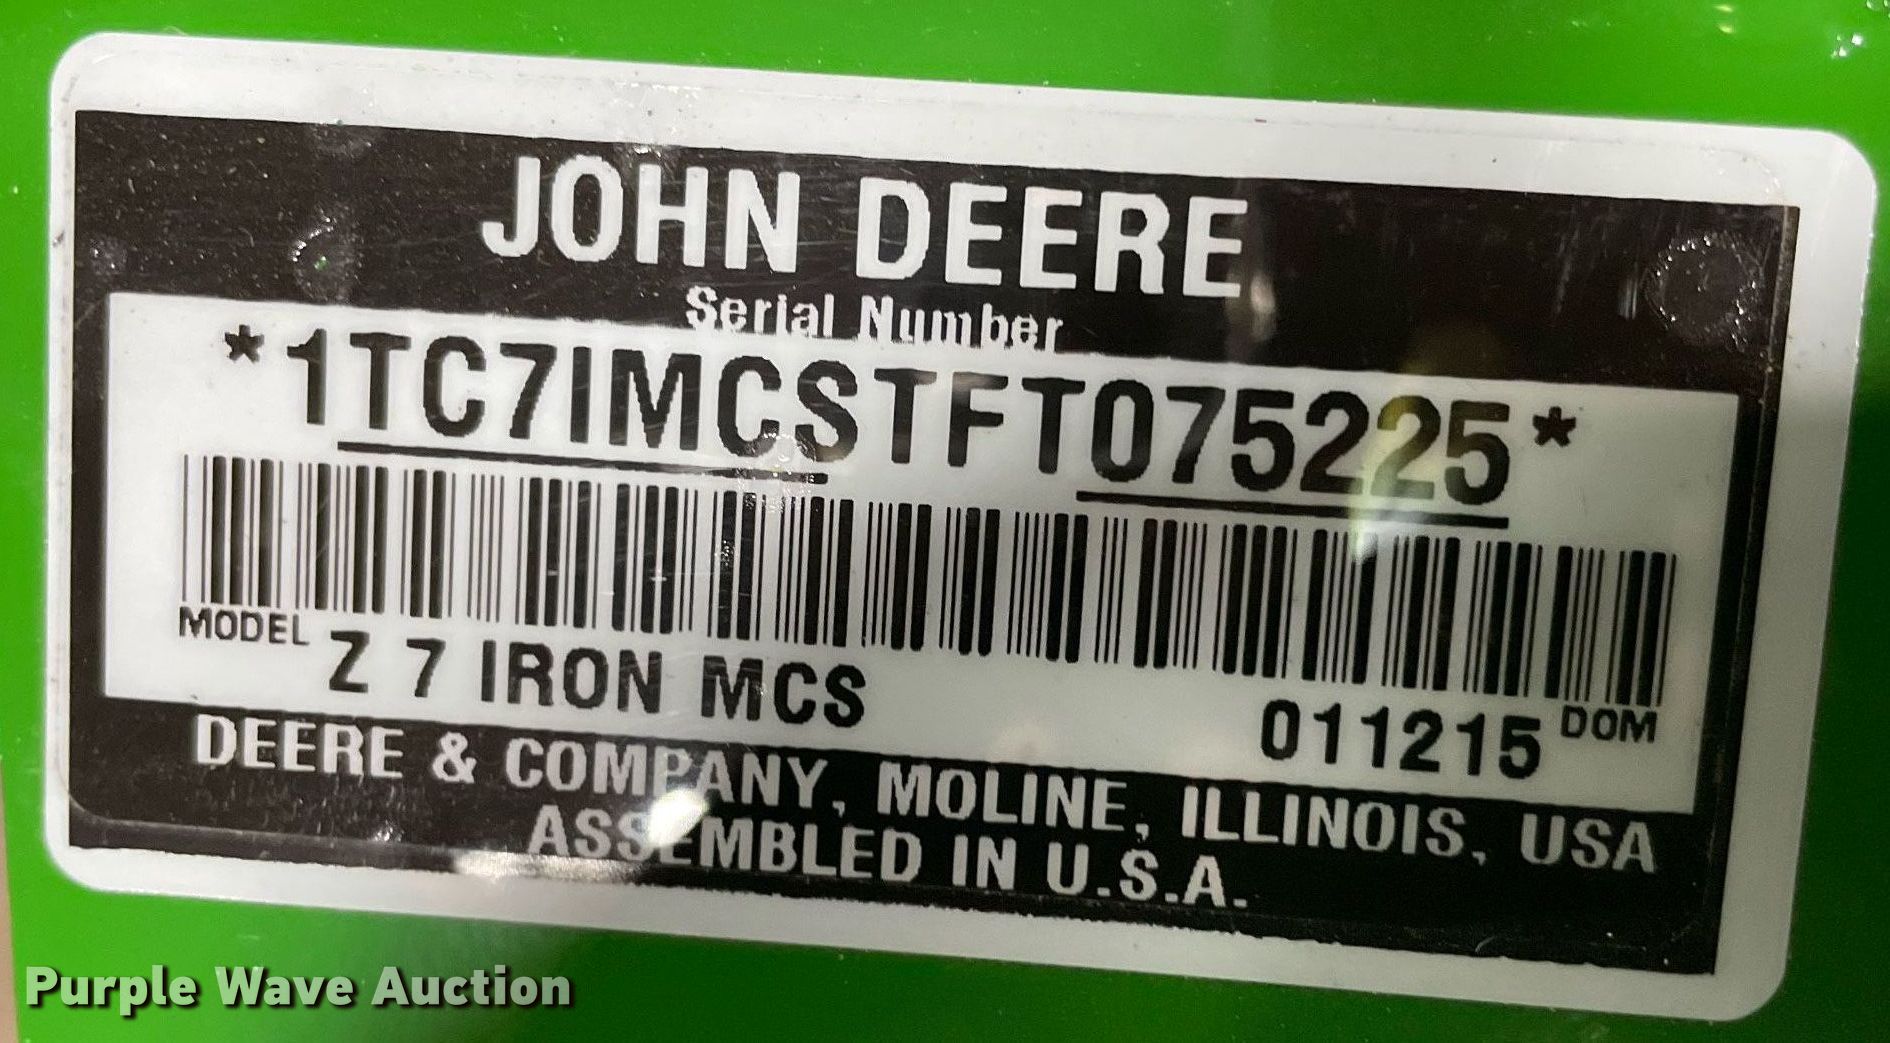 JOHN DEERE
Serial Number
*1TC7IMCSTFT075225*
MODEL Z 7 IRON MCS
011215 DOM
DEERE & COMPANY, MOLINE, ILLINOIS, USA
ASSEMBLED IN U.S.A.
Purple Wave Auction